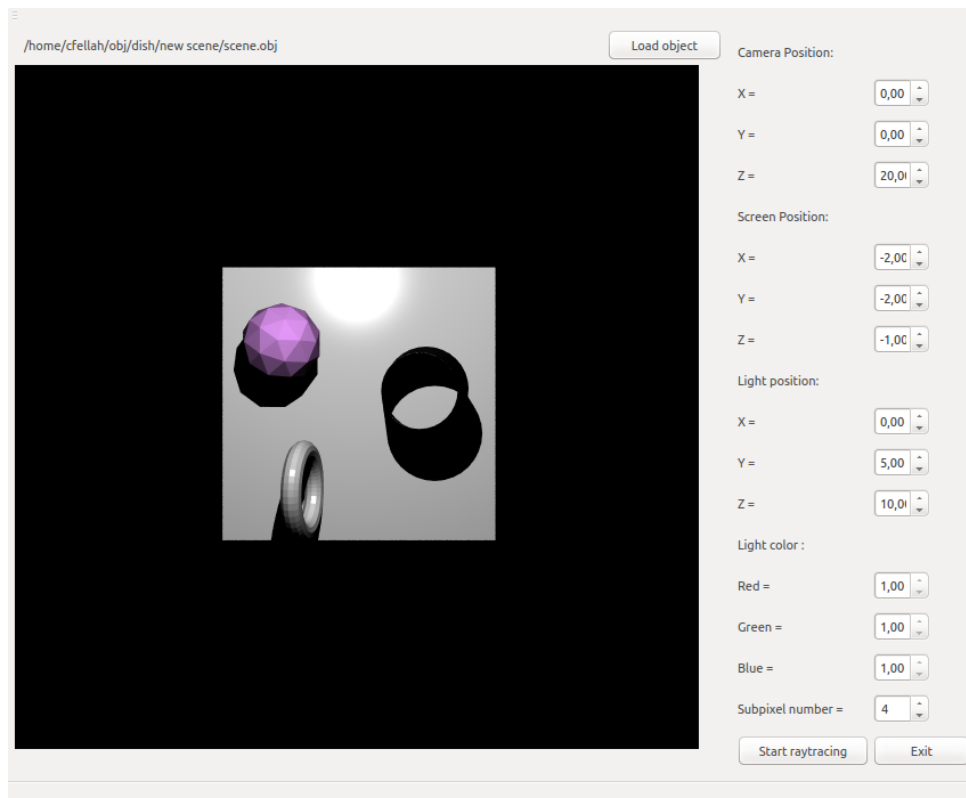 /home/cfellah/obj/dish/new scene/scene.obj
Load object
Camera Position:
X = 0,00
Y = 0,00
Z = 20,0
Screen Position:
X = -2,00
Y = -2,00
Z = -1,00
Light position:
X = 0,00
Y = 5,00
Z = 10,0
Light color :
Red = 1,00
Green = 1,00
Blue = 1,00
Subpixel number = 4
Start raytracing
Exit